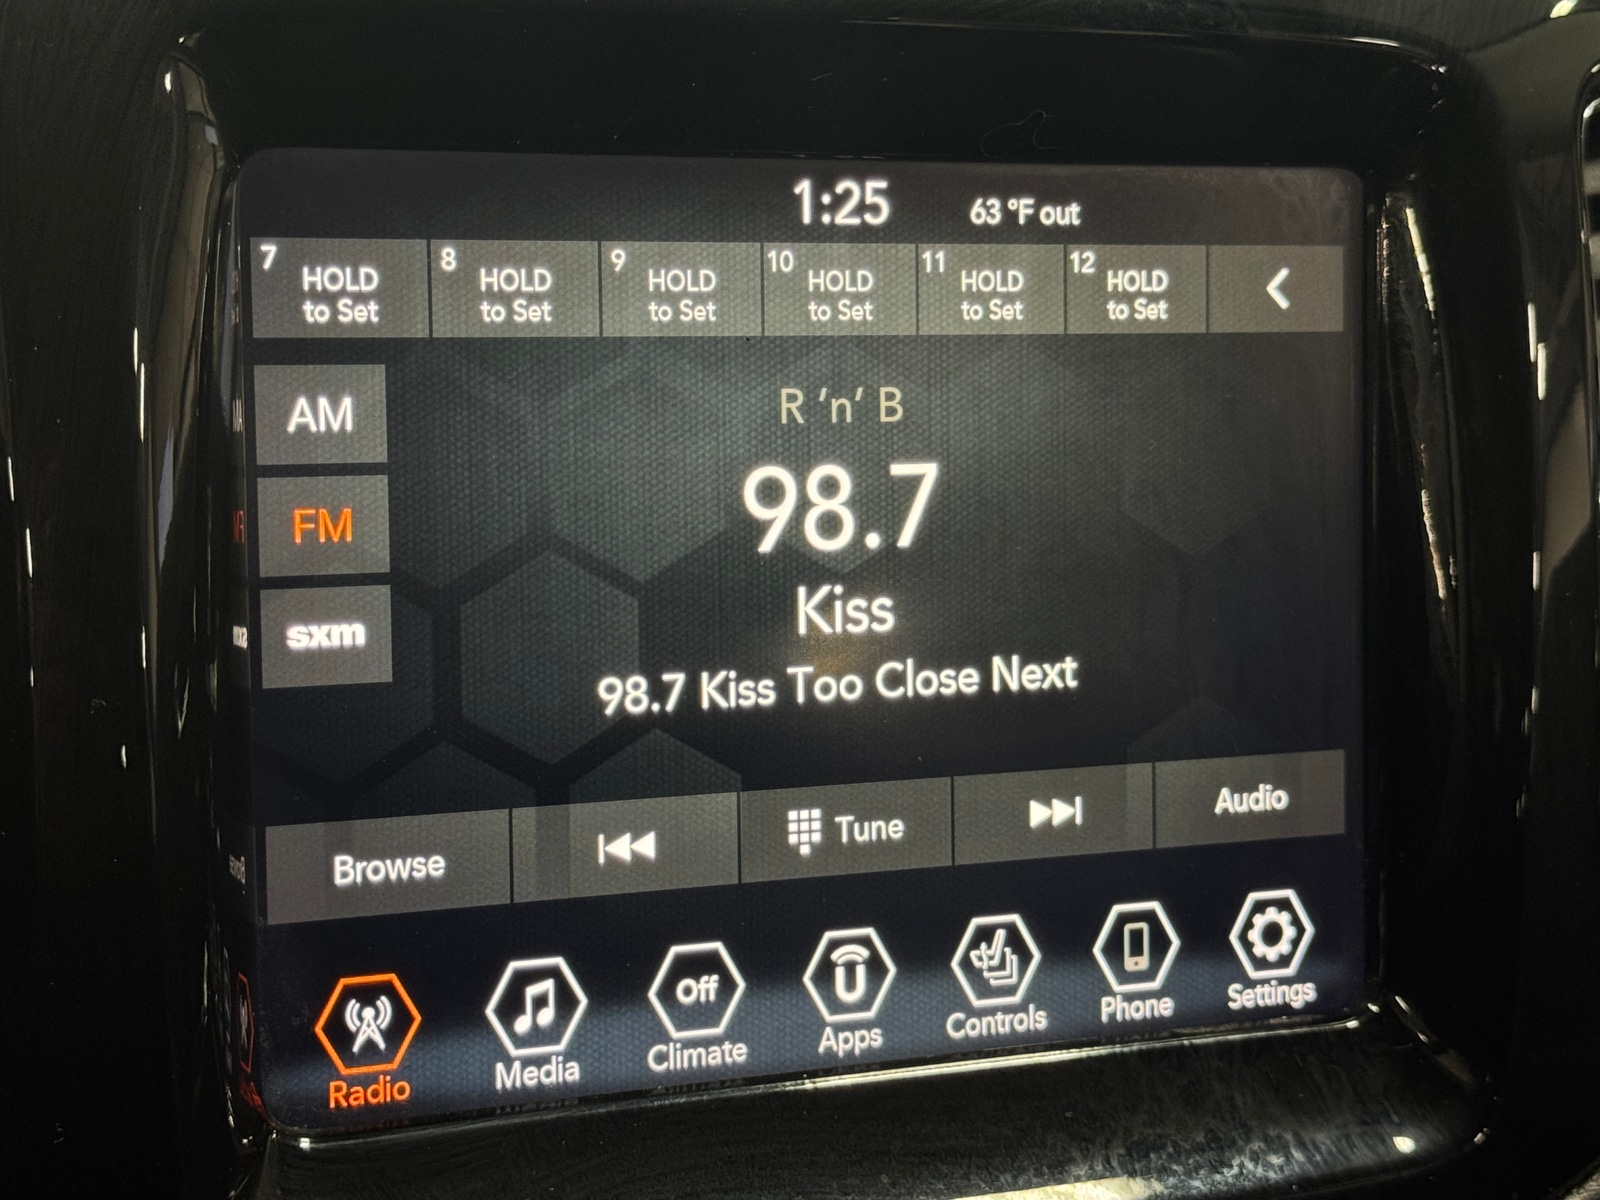 1:25 63 °F out
7 HOLD to Set
8 HOLD to Set
9 HOLD to Set
10 HOLD to Set
11 HOLD to Set
12 HOLD to Set
AM
FM
sxm
R 'n' B
98.7
Kiss
98.7 Kiss Too Close Next
Browse
Tune
Audio
Radio
Media
Off
Climate
Apps
Controls
Phone
Settings